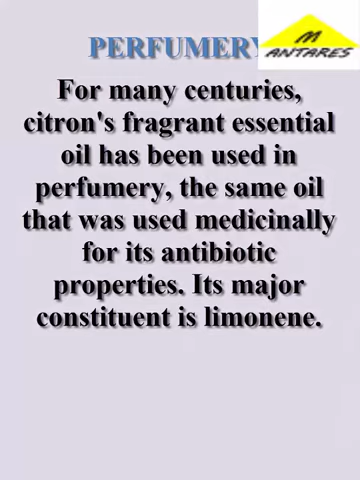 PERFUMERY
M
ANTARES
For many centuries,
citron's fragrant essential
oil has been used in
perfumery, the same oil
that was used medicinally
for its antibiotic
properties. Its major
constituent is limonene.